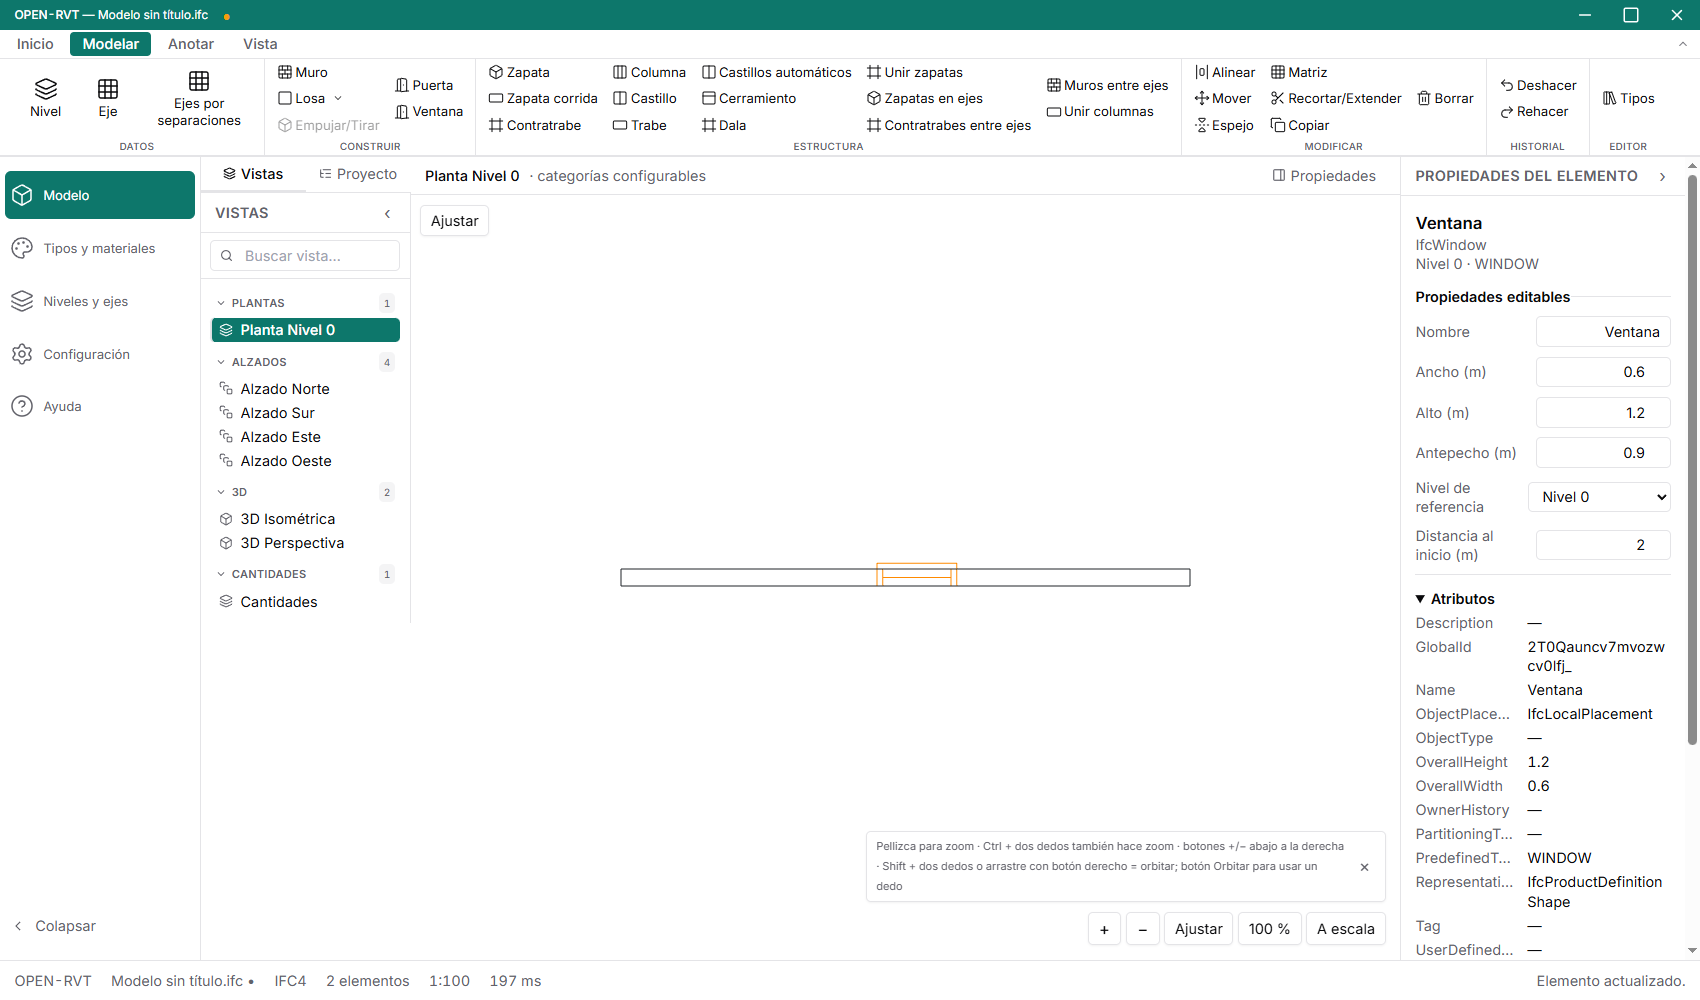 OPEN-RVT — Modelo sin título.ifc
Inicio
Modelar
Anotar
Vista
Nivel
Eje
Ejes por
separaciones
DATOS
Muro
Losa
Empujar/Tirar
Puerta
Ventana
CONSTRUIR
Zapata
Zapata corrida
Contratrabe
Columna
Castillo
Trabe
Castillos automáticos
Cerramiento
Dala
Unir zapatas
Zapatas en ejes
Contratrabes entre ejes
Muros entre ejes
Unir columnas
ESTRUCTURA
Alinear
Mover
Espejo
Matriz
Recortar/Extender
Copiar
Borrar
MODIFICAR
Deshacer
Rehacer
HISTORIAL
Tipos
EDITOR
Modelo
Tipos y materiales
Niveles y ejes
Configuración
Ayuda
Colapsar
Vistas
Proyecto
VISTAS
Buscar vista...
PLANTAS 1
Planta Nivel 0
ALZADOS 4
Alzado Norte
Alzado Sur
Alzado Este
Alzado Oeste
3D 2
3D Isométrica
3D Perspectiva
CANTIDADES 1
Cantidades
Planta Nivel 0 · categorías configurables
Propiedades
Ajustar
Pellizca para zoom · Ctrl + dos dedos también hace zoom · botones +/− abajo a la derecha
· Shift + dos dedos o arrastre con botón derecho = orbitar; botón Orbitar para usar un
dedo
+
−
Ajustar
100 %
A escala
PROPIEDADES DEL ELEMENTO
Ventana
IfcWindow
Nivel 0 · WINDOW
Propiedades editables
Nombre Ventana
Ancho (m) 0.6
Alto (m) 1.2
Antepecho (m) 0.9
Nivel de
referencia
Nivel 0
Distancia al
inicio (m)
2
Atributos
Description —
GlobalId 2T0Qauncv7mvozw
cv0lfj_
Name Ventana
ObjectPlace... IfcLocalPlacement
ObjectType —
OverallHeight 1.2
OverallWidth 0.6
OwnerHistory —
PartitioningT... —
PredefinedT... WINDOW
Representati... IfcProductDefinition
Shape
Tag —
UserDefined... —
OPEN-RVT Modelo sin título.ifc • IFC4 2 elementos 1:100 197 ms
Elemento actualizado.